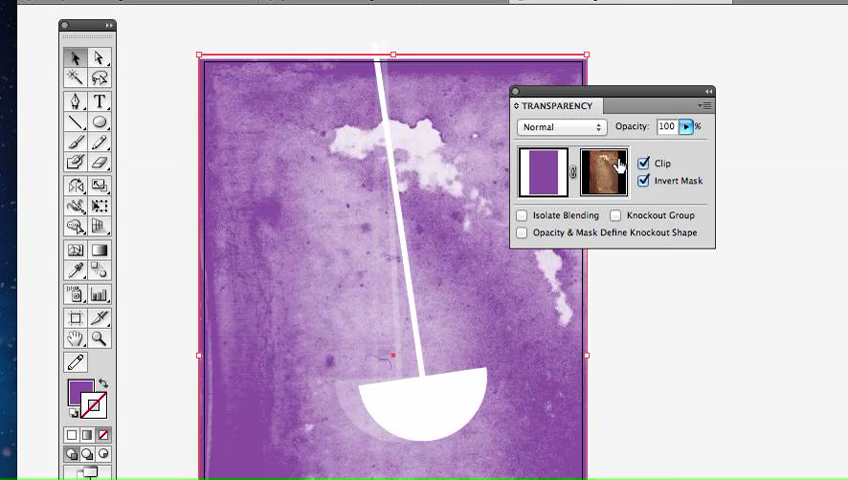 TRANSPARENCY
Normal
Opacity: 100 %
Clip
Invert Mask
Isolate Blending
Knockout Group
Opacity & Mask Define Knockout Shape
T